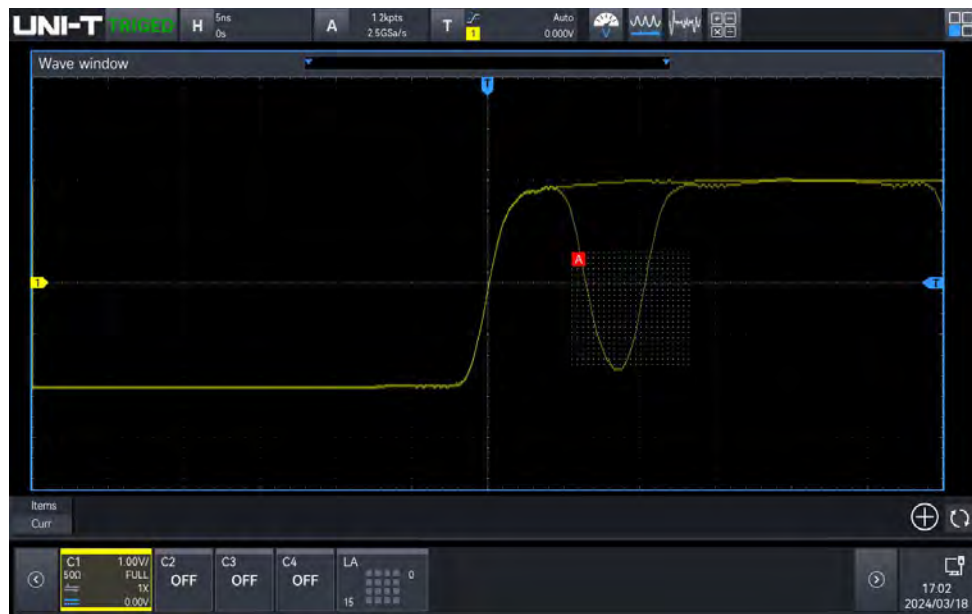 UNI-T TRIGED H 5ns 0s A 1.2kpts 2.5GSa/s T 1 Auto 0.000V
Wave window
T
A
1 T
Items
Curr
C1 1.00V/ 50Ω FULL 1X 0.00V
C2 OFF
C3 OFF
C4 OFF
LA 0 15
17:02
2024/03/18